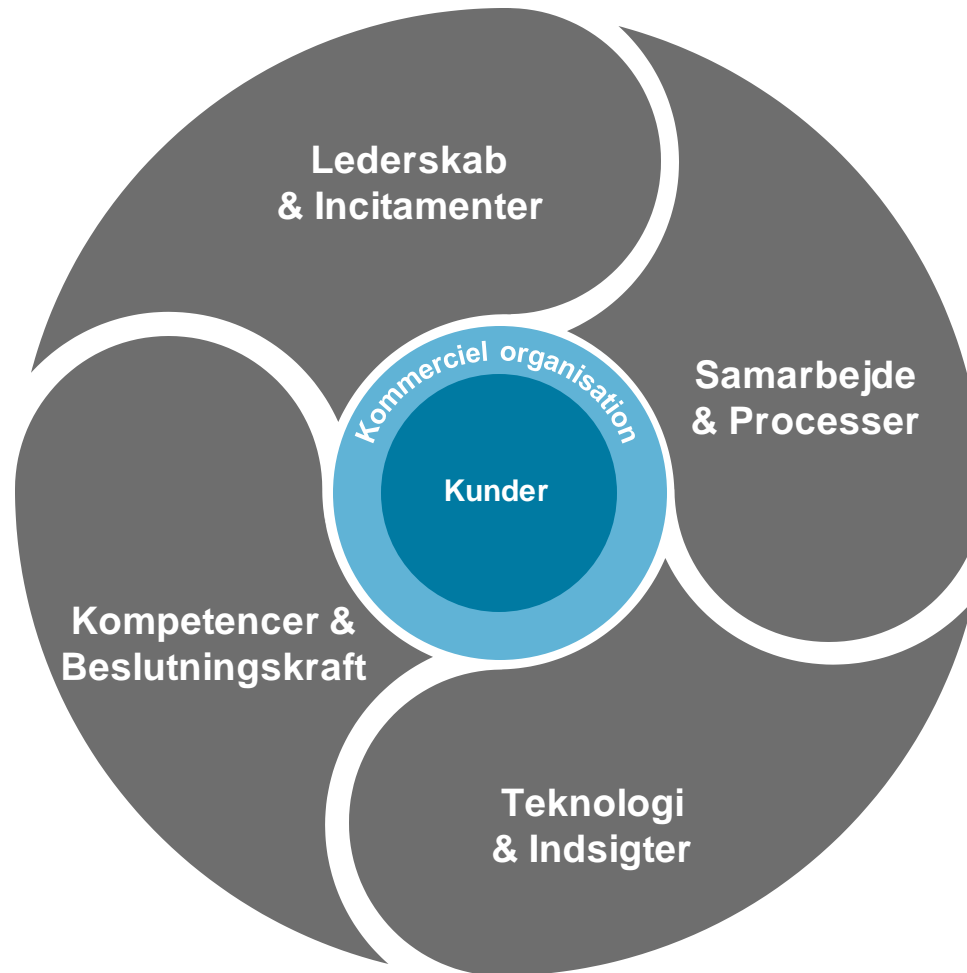 Lederskab
& Incitamenter
Samarbejde
& Processer
Kommerciel organisation
Kunder
Kompetencer &
Beslutningskraft
Teknologi
& Indsigter